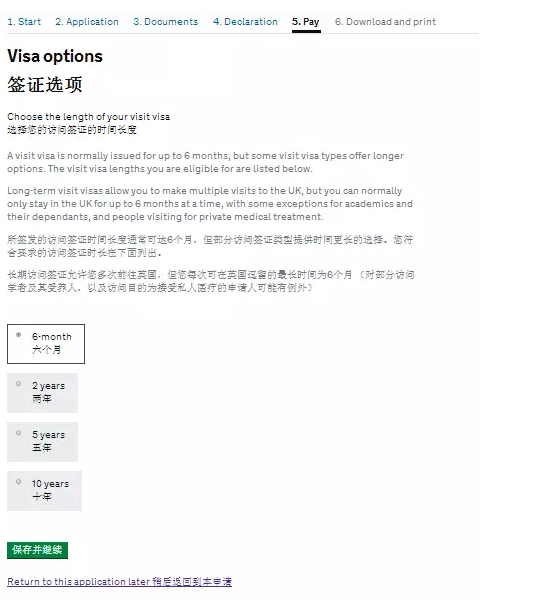 1. Start 2. Application 3. Documents 4. Declaration 5. Pay 6. Download and print
Visa options
签证选项
Choose the length of your visit visa
选择您的访问签证的时间长度
A visit visa is normally issued for up to 6 months, but some visit visa types offer longer
options. The visit visa lengths you are eligible for are listed below.
Long-term visit visas allow you to make multiple visits to the UK, but you can normally
only stay in the UK for up to 6 months at a time, with some exceptions for academics and
their dependants, and people visiting for private medical treatment.
所签发的访问签证时间长度通常可达6个月，但部分访问签证类型提供时间更长的选择。您符
合要求的访问签证时长在下面列出。
长期访问签证允许您多次前往英国，但您每次可在英国逗留的最长时间为6个月（对部分访问
学者及其受养人，以及访问目的为接受私人医疗的申请人可能有例外）
6-month
六个月
2 years
两年
5 years
五年
10 years
十年
保存并继续
Return to this application later 稍后返回到本申请